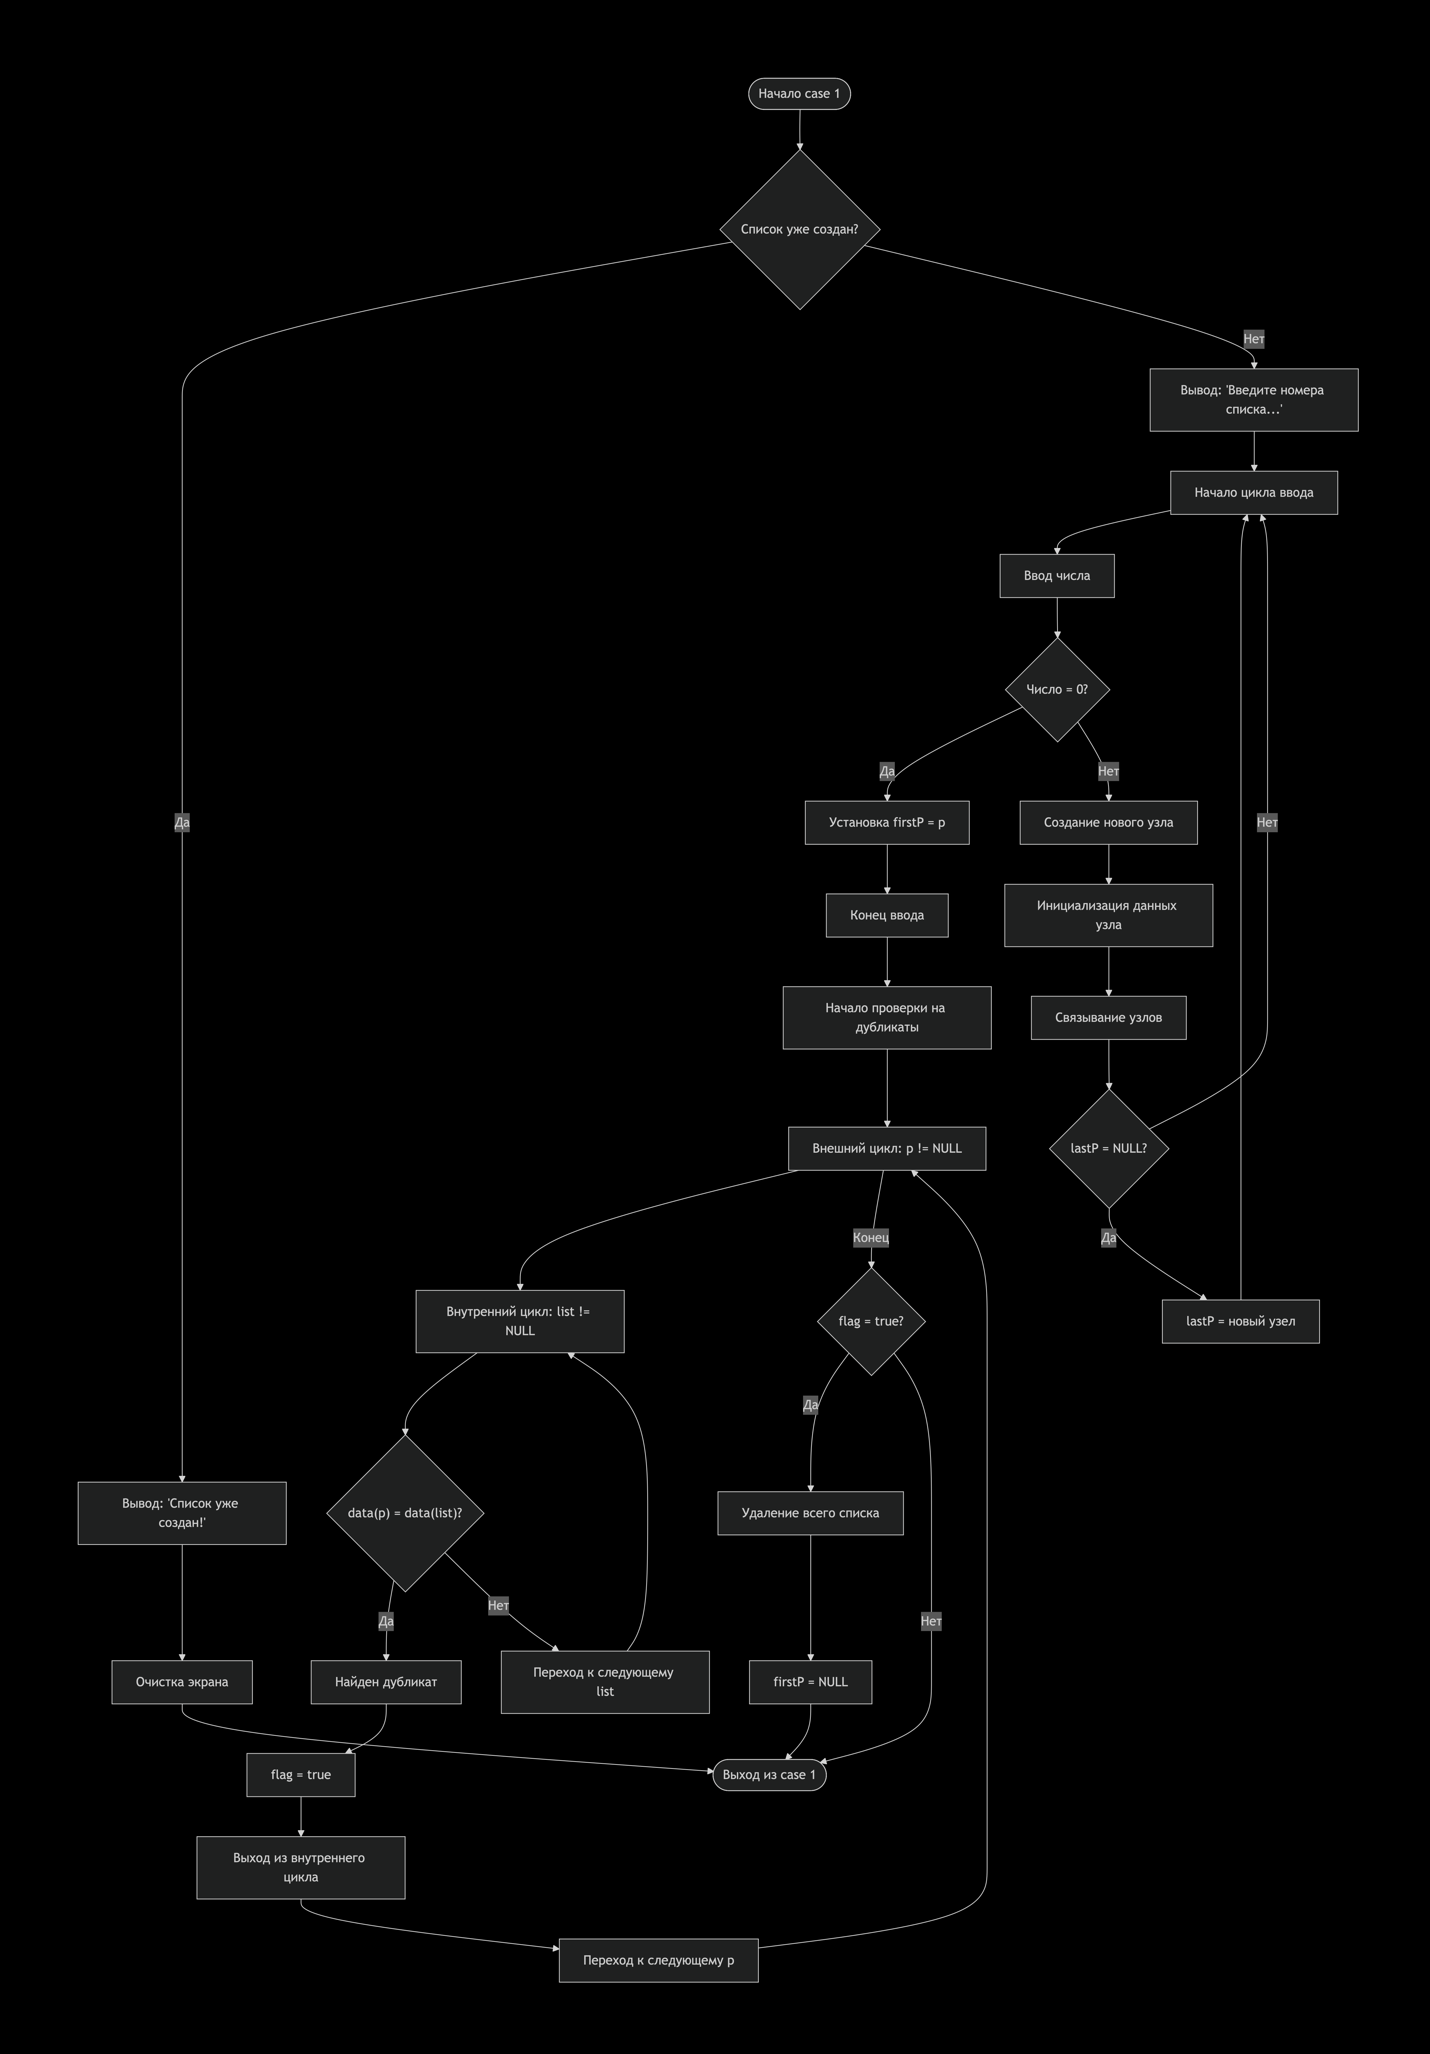 Начало case 1
Список уже создан?
Нет
Вывод: 'Введите номера
списка...'
Начало цикла ввода
Ввод числа
Число = 0?
Да
Нет
Установка firstP = p
Создание нового узла
Да
Нет
Инициализация данных
узла
Конец ввода
Начало проверки на
дубликаты
Связывание узлов
Внешний цикл: p != NULL
lastP = NULL?
Конец
Да
Внутренний цикл: list !=
NULL
flag = true?
lastP = новый узел
Да
Вывод: 'Список уже
создан!'
data(p) = data(list)?
Удаление всего списка
Да
Нет
Нет
Очистка экрана
Найден дубликат
Переход к следующему
list
firstP = NULL
flag = true
Выход из case 1
Выход из внутреннего
цикла
Переход к следующему p